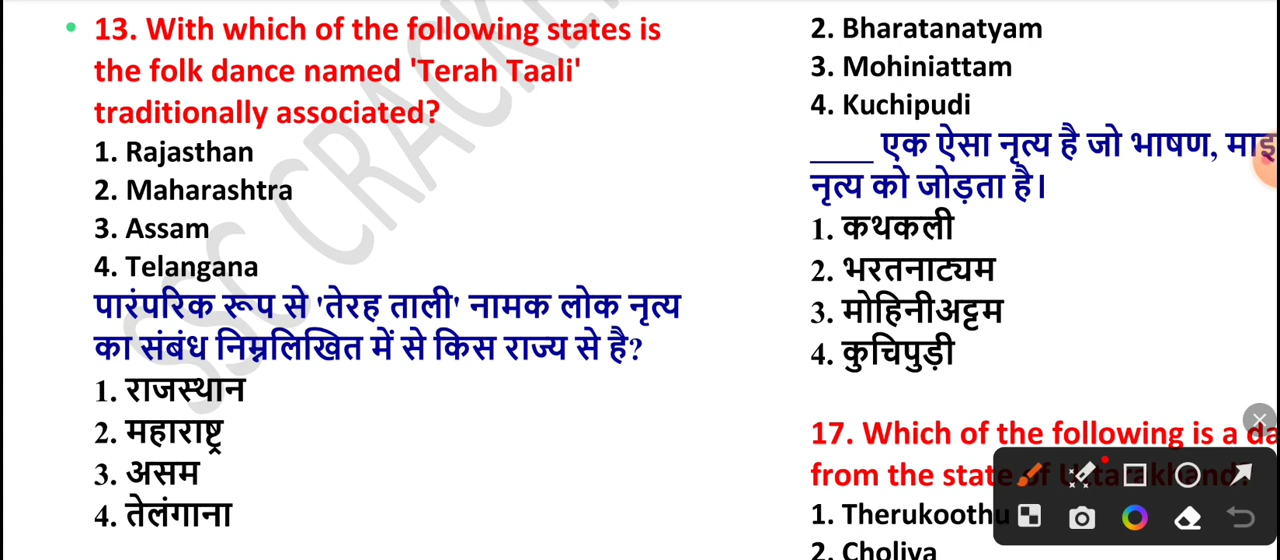 13. With which of the following states is
the folk dance named 'Terah Taali'
traditionally associated?
1. Rajasthan
2. Maharashtra
3. Assam
4. Telangana
पारंपरिक रूप से 'तेरह ताली' नामक लोक नृत्य
का संबंध निम्नलिखित में से किस राज्य से है?
1. राजस्थान
2. महाराष्ट्र
3. असम
4. तेलंगाना
2. Bharatanatyam
3. Mohiniattam
4. Kuchipudi
____ एक ऐसा नृत्य है जो भाषण,
नृत्य को जोड़ता है।
1. कथकली
2. भरतनाट्यम
3. मोहिनीअट्टम
4. कुचिपुड़ी
17. Which of the following is a
from the state of Uttarakhand?
1. Therukoothu
2. Choliya
SSC CRACKE